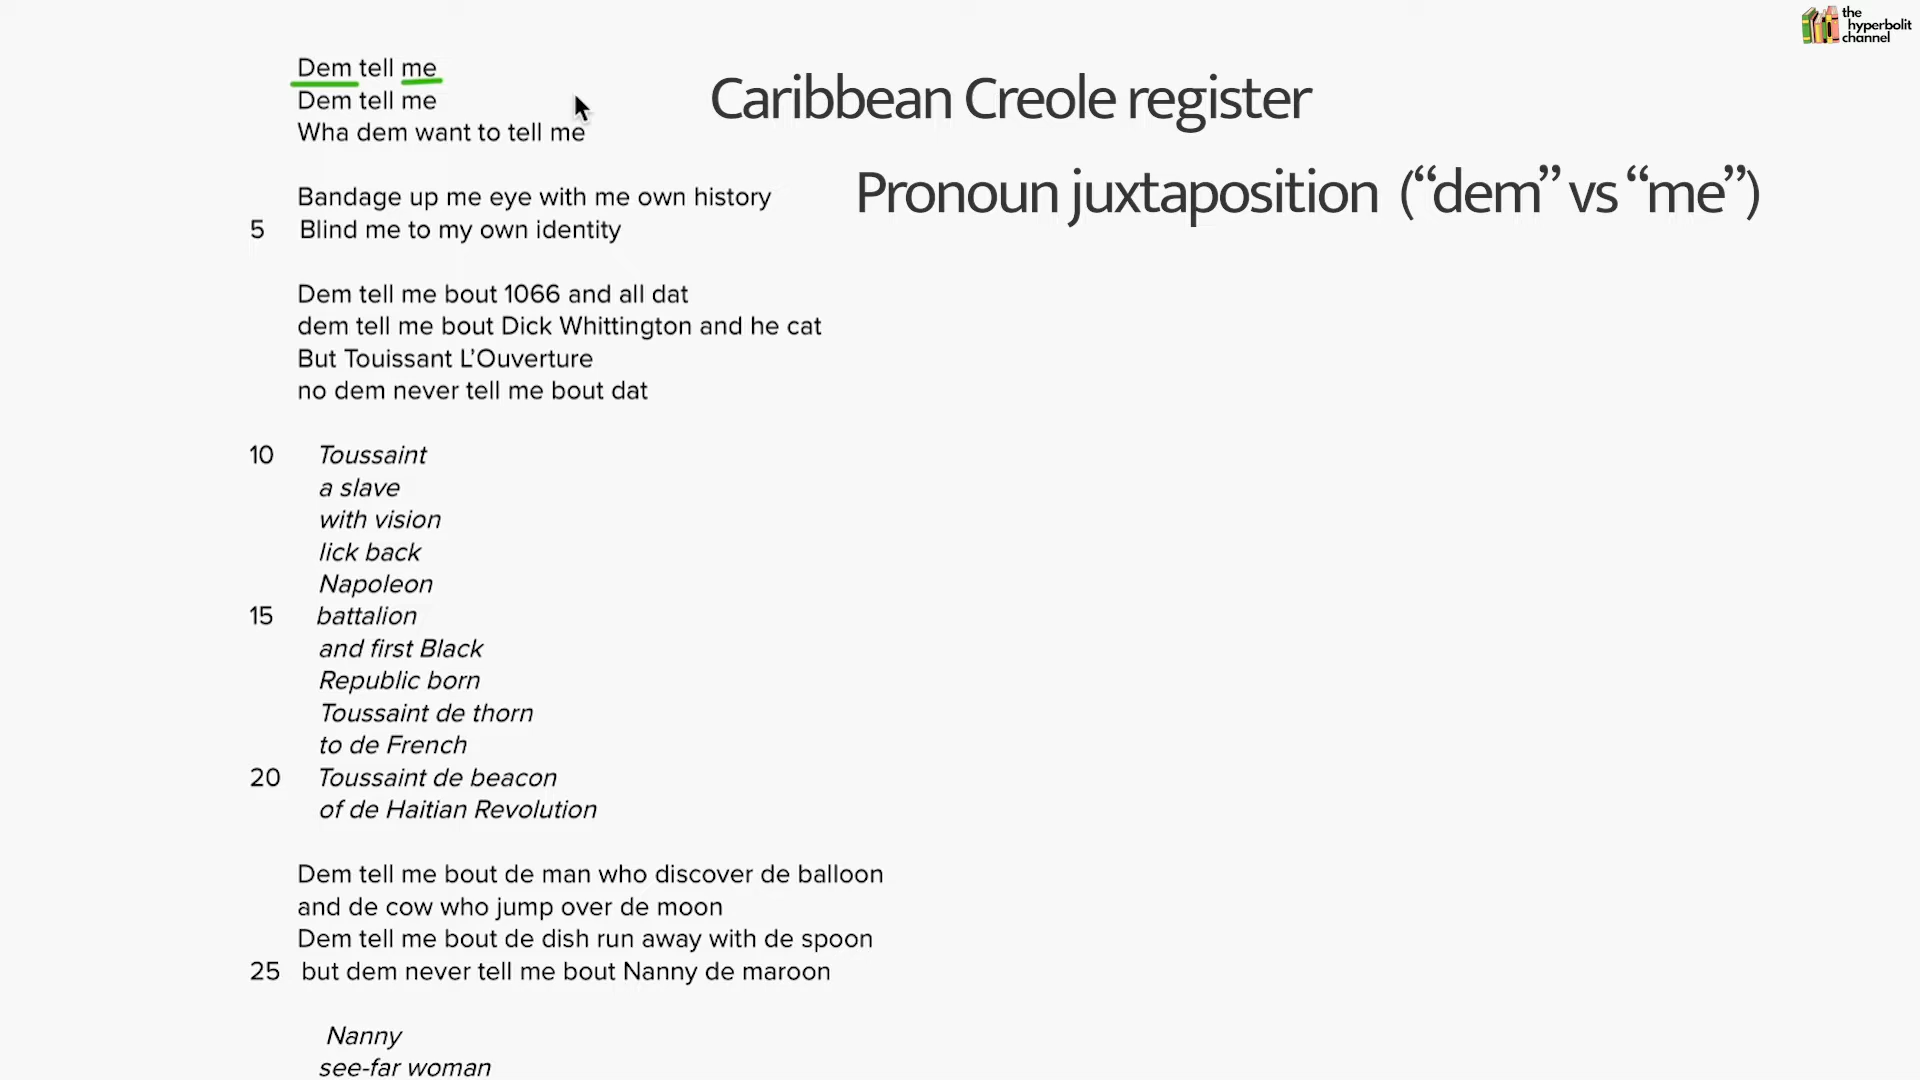 the
hyperbolit
channel
Dem tell me
Dem tell me
Wha dem want to tell me
Caribbean Creole register
Pronoun juxtaposition (“dem” vs “me”)
Bandage up me eye with me own history
5 Blind me to my own identity
Dem tell me bout 1066 and all dat
dem tell me bout Dick Whittington and he cat
But Touissant L’Ouverture
no dem never tell me bout dat
10 Toussaint
a slave
with vision
lick back
Napoleon
15 battalion
and first Black
Republic born
Toussaint de thorn
to de French
20 Toussaint de beacon
of de Haitian Revolution
Dem tell me bout de man who discover de balloon
and de cow who jump over de moon
Dem tell me bout de dish run away with de spoon
25 but dem never tell me bout Nanny de maroon
Nanny
see-far woman